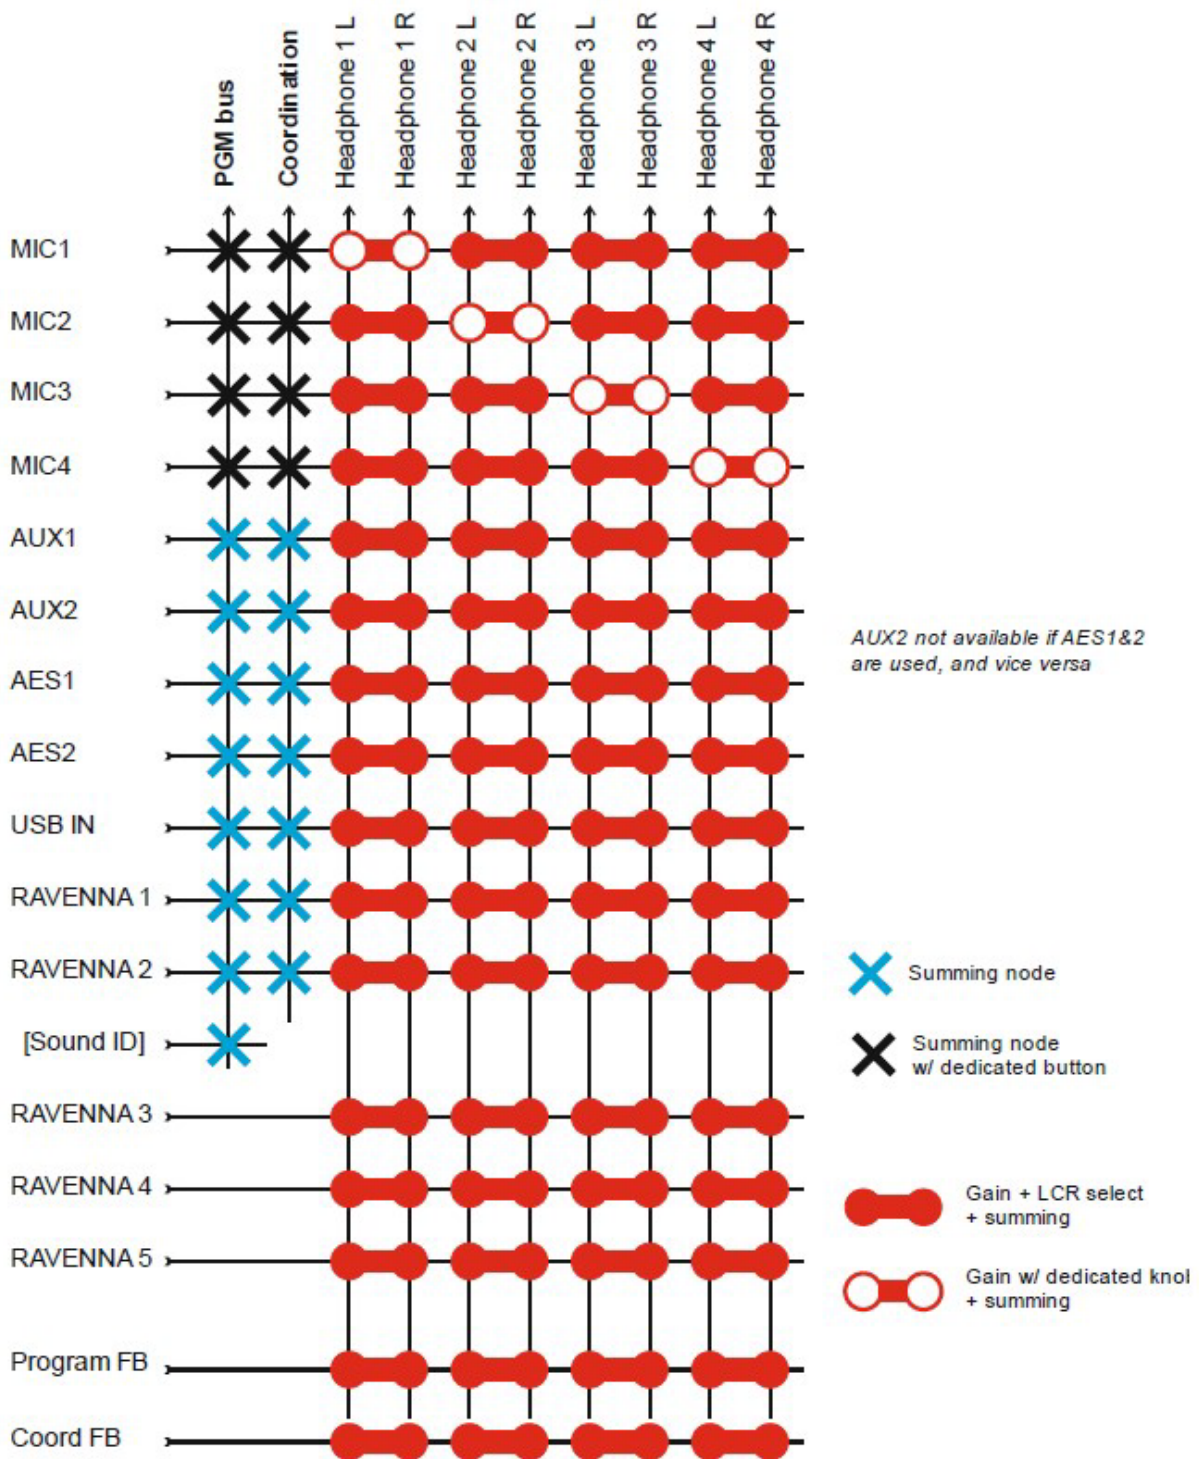 PGM bus
Coordination
Headphone 1 L
Headphone 1 R
Headphone 2 L
Headphone 2 R
Headphone 3 L
Headphone 3 R
Headphone 4 L
Headphone 4 R
MIC1
MIC2
MIC3
MIC4
AUX1
AUX2
AES1
AES2
USB IN
RAVENNA 1
RAVENNA 2
[Sound ID]
RAVENNA 3
RAVENNA 4
RAVENNA 5
Program FB
Coord FB
AUX2 not available if AES1&2
are used, and vice versa
Summing node
Summing node
w/ dedicated button
Gain + LCR select
+ summing
Gain w/ dedicated knol
+ summing